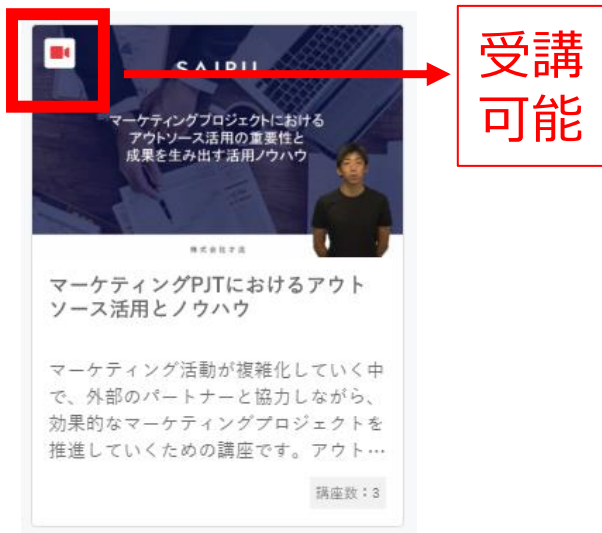 SAIRU
受講
可能
マーケティングプロジェクトにおける
アウトソース活用の重要性と
成果を生み出す活用ノウハウ
株式会社才流
マーケティングPJTにおけるアウト
ソース活用とノウハウ
マーケティング活動が複雑化していく中
で、外部のパートナーと協力しながら、
効果的なマーケティングプロジェクトを
推進していくための講座です。アウト…
講座数：3